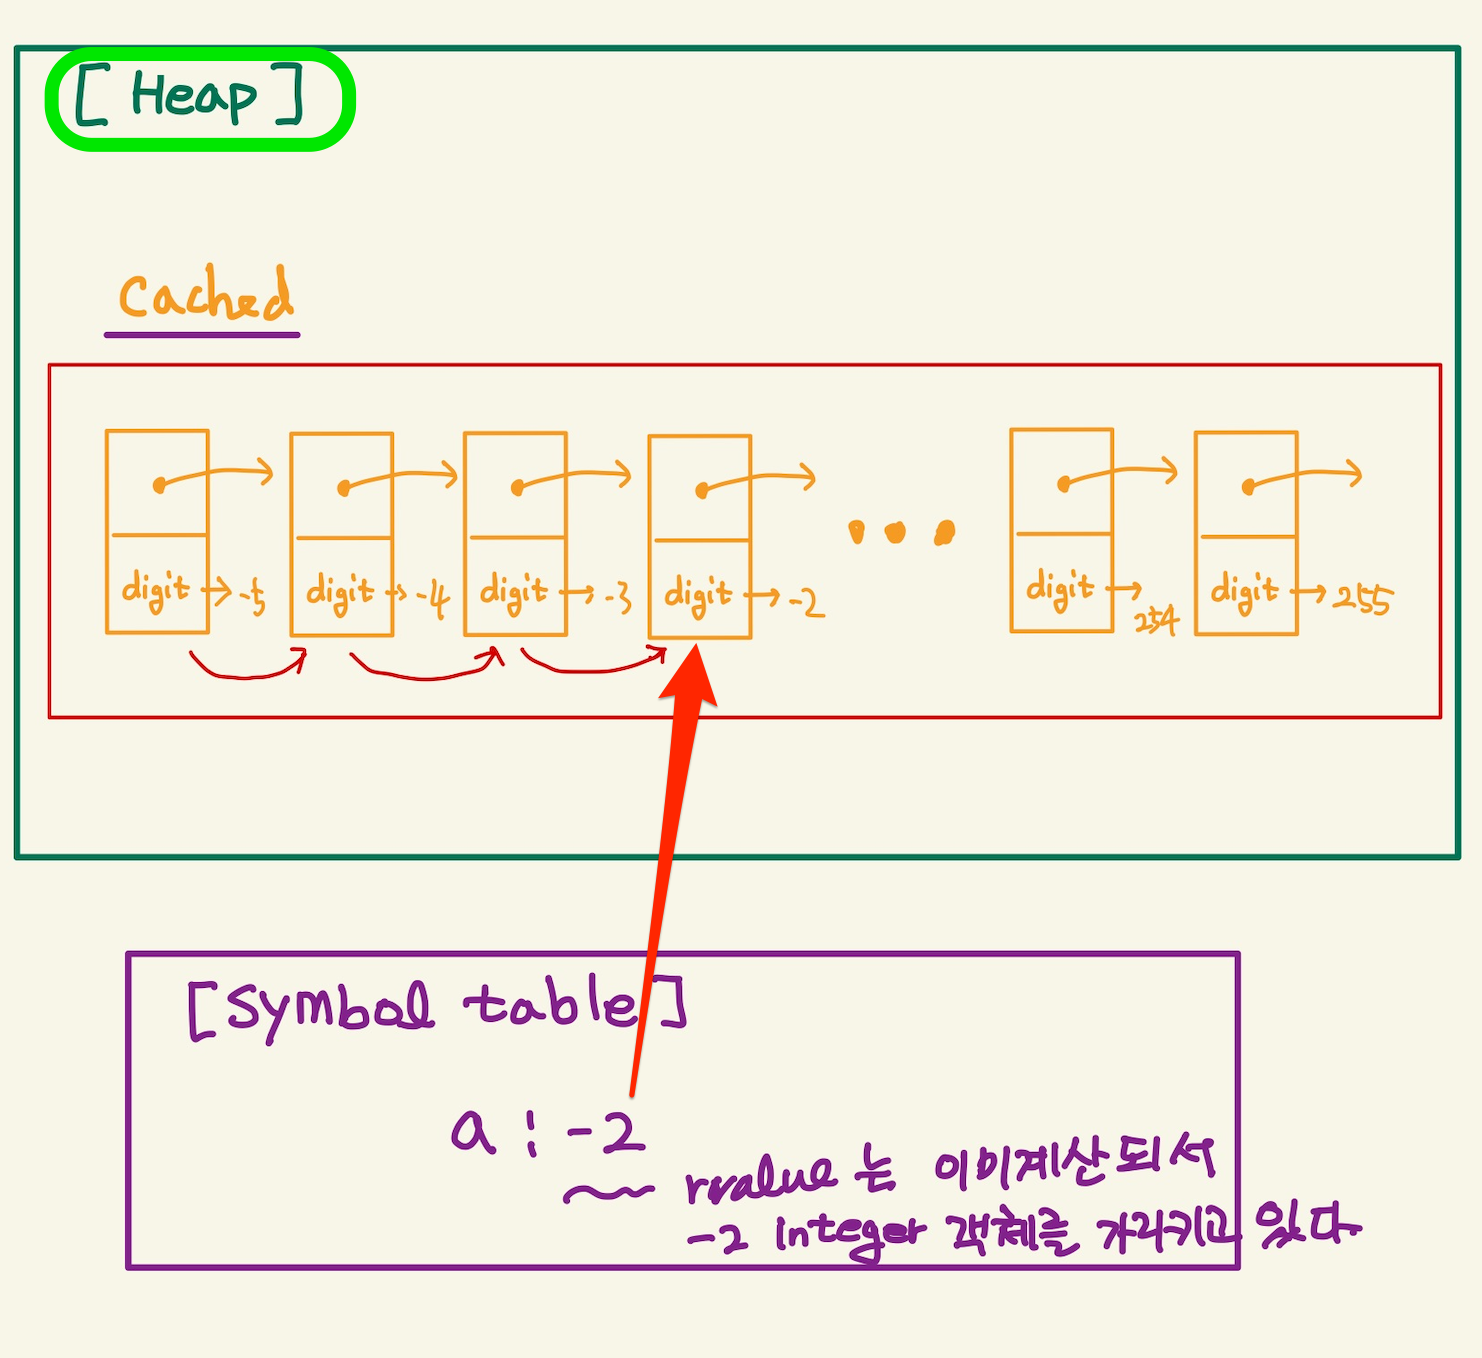 [ Heap ]
Cached
digit → -5
digit → -4
digit → -3
digit → -2
digit → 254
digit → 255
[Symbol table]
a : -2
rvalue 는 이미계산되서
-2 integer 객체를 가리키고 있다